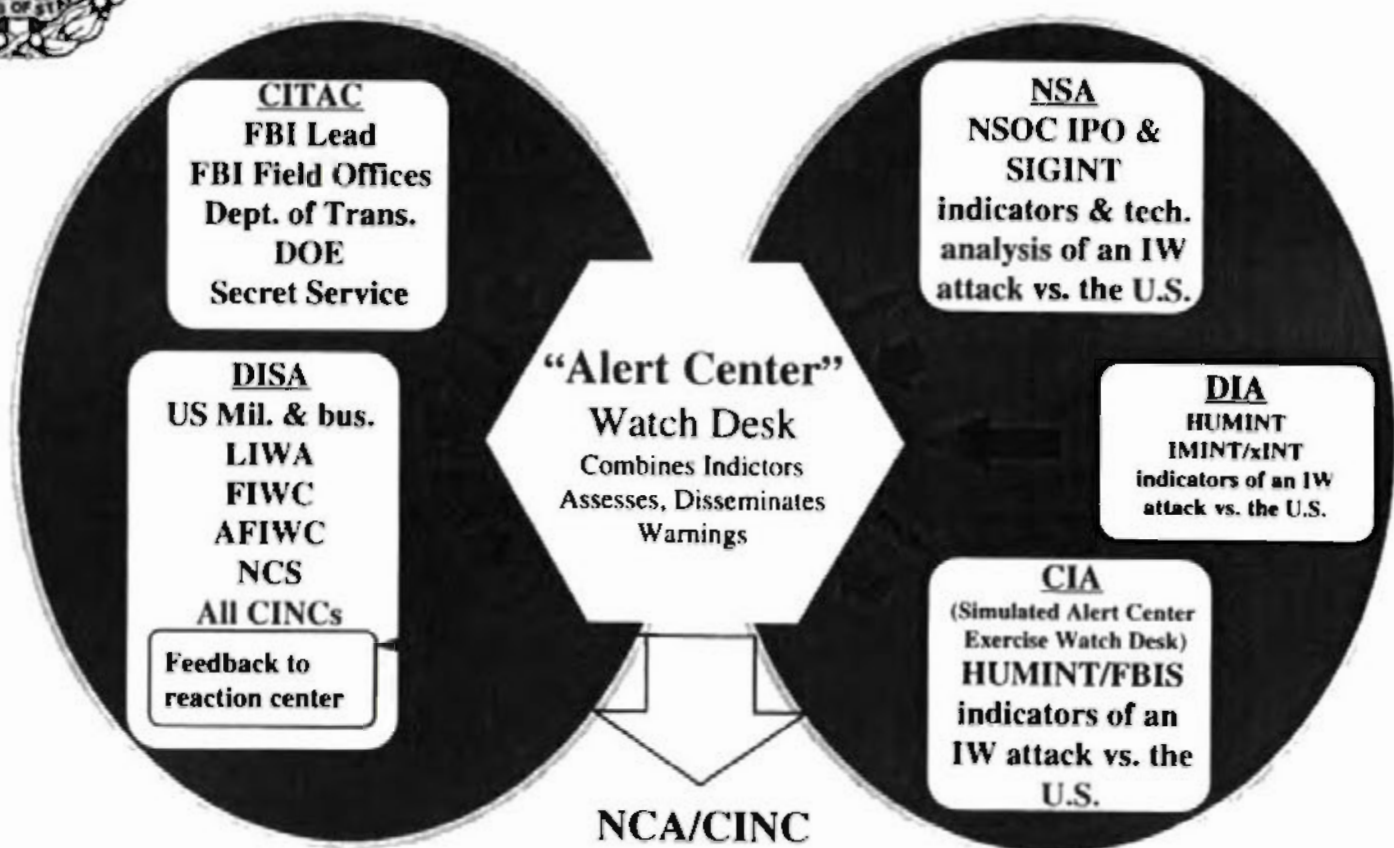 S OF ST
CITAC
FBI Lead
FBI Field Offices
Dept. of Trans.
DOE
Secret Service
DISA
US Mil. & bus.
LIWA
FIWC
AFIWC
NCS
All CINCs
Feedback to
reaction center
“Alert Center”
Watch Desk
Combines Indictors
Assesses, Disseminates
Warnings
NSA
NSOC IPO &
SIGINT
indicators & tech.
analysis of an IW
attack vs. the U.S.
DIA
HUMINT
IMINT/xINT
indicators of an IW
attack vs. the U.S.
CIA
(Simulated Alert Center
Exercise Watch Desk)
HUMINT/FBIS
indicators of an
IW attack vs. the
U.S.
NCA/CINC